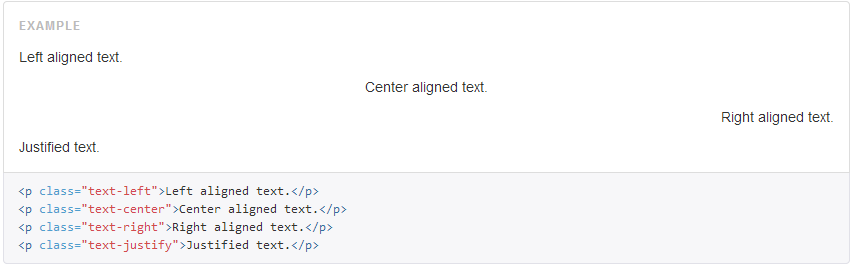 EXAMPLE
Left aligned text.
Center aligned text.
Right aligned text.
Justified text.
<p class="text-left">Left aligned text.</p>
<p class="text-center">Center aligned text.</p>
<p class="text-right">Right aligned text.</p>
<p class="text-justify">Justified text.</p>